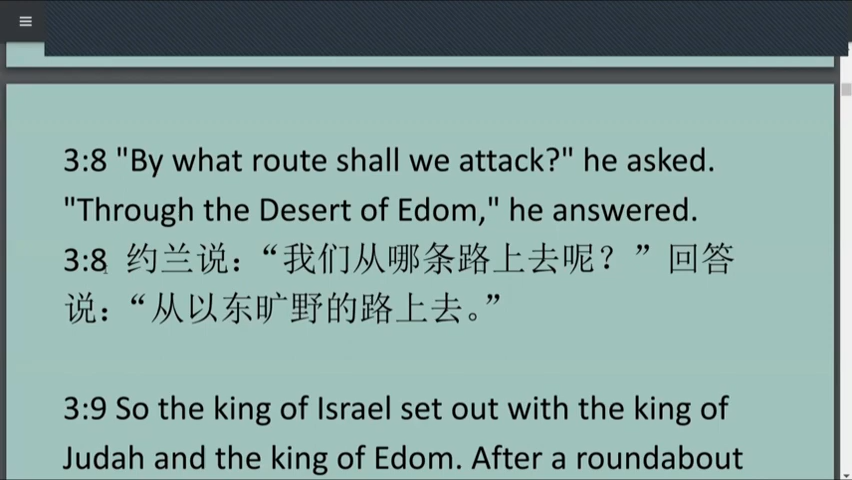 3:8 "By what route shall we attack?" he asked.
"Through the Desert of Edom," he answered.
3:8 约兰说：“我们从哪条路上去呢？”回答
说：“从以东旷野的路上去。”
3:9 So the king of Israel set out with the king of
Judah and the king of Edom. After a roundabout